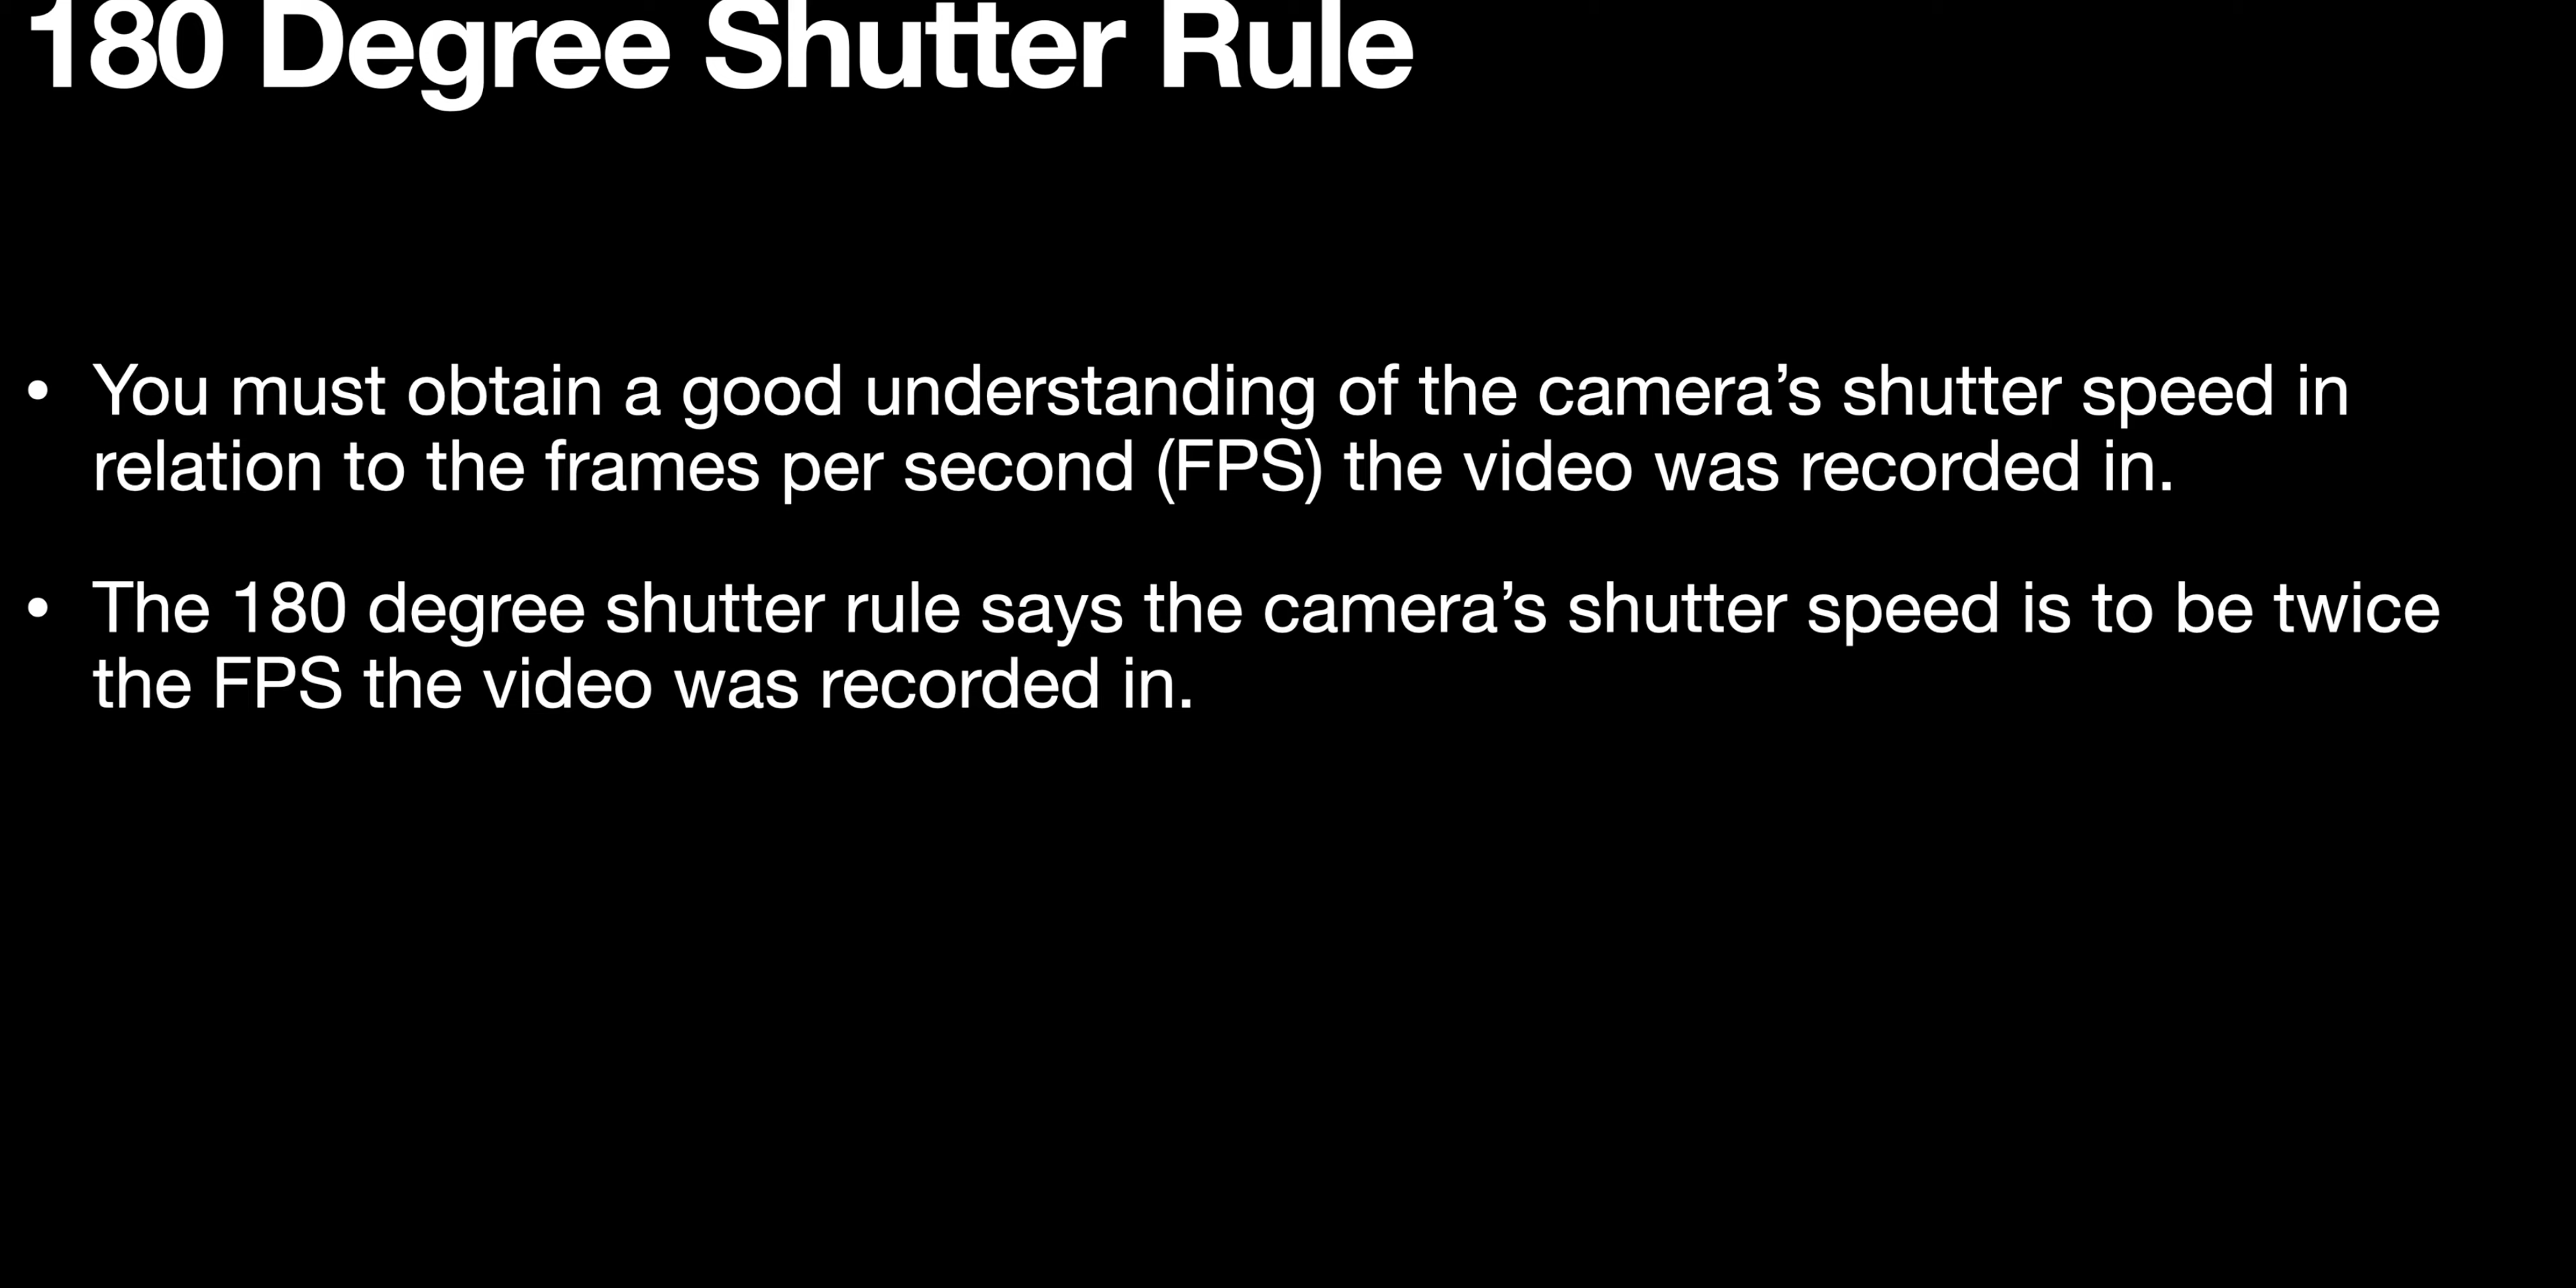 180 Degree Shutter Rule
• You must obtain a good understanding of the camera’s shutter speed in
relation to the frames per second (FPS) the video was recorded in.
• The 180 degree shutter rule says the camera’s shutter speed is to be twice
the FPS the video was recorded in.